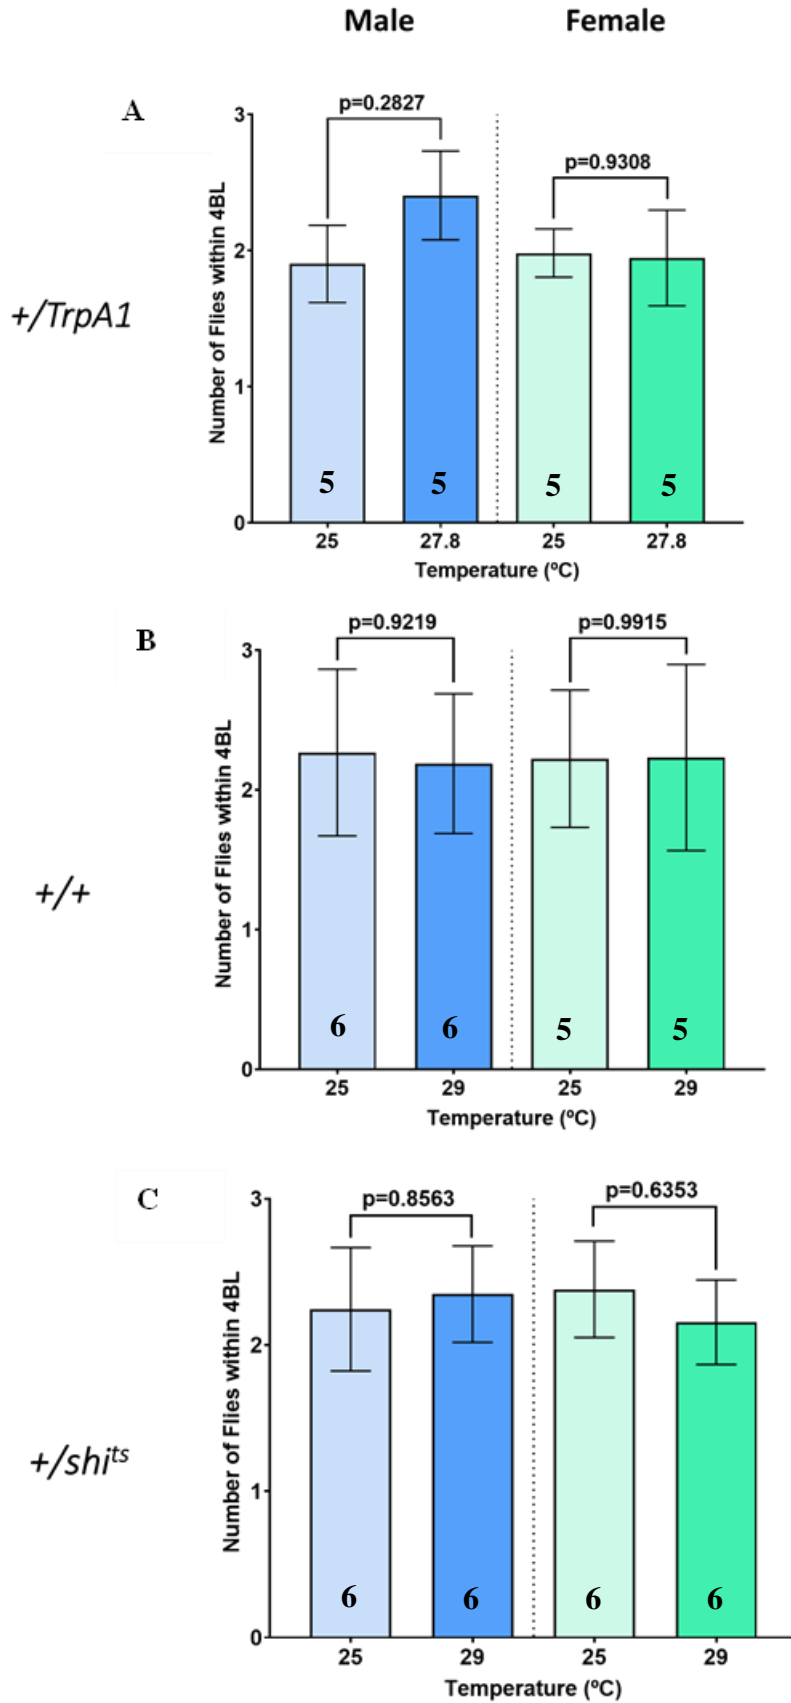 Male Female
A
p=0.2827
p=0.9308
+/TrpA1
Number of Flies within 4BL
3
2
1
0
5 5 5 5
25 27.8 25 27.8
Temperature (ºC)
B
p=0.9219 p=0.9915
+/+
Number of Flies within 4BL
3
2
1
0
6 6 5 5
25 29 25 29
Temperature (ºC)
C
p=0.8563 p=0.6353
+/shiᵗˢ
Number of Flies within 4BL
3
2
1
0
6 6 6 6
25 29 25 29
Temperature (ºC)